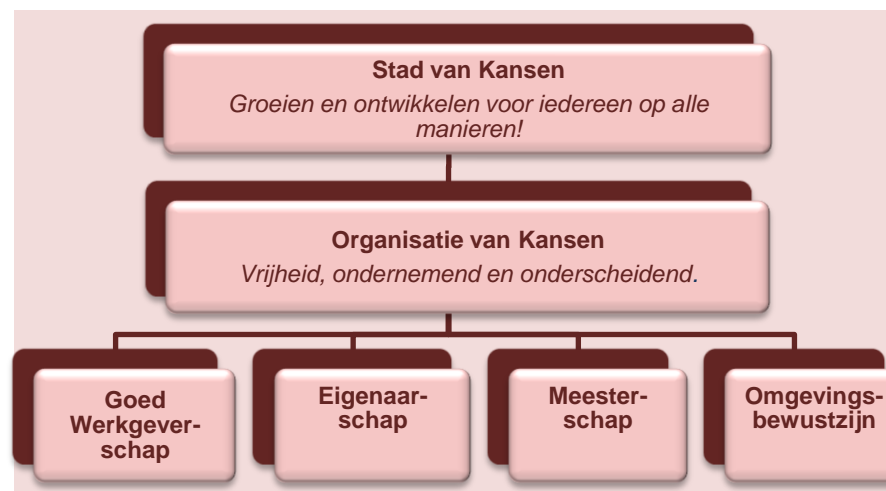 Stad van Kansen
Groeien en ontwikkelen voor iedereen op alle
manieren!
Organisatie van Kansen
Vrijheid, ondernemend en onderscheidend.
Goed
Werkgever-
schap
Eigenaar-
schap
Meester-
schap
Omgevings-
bewustzijn